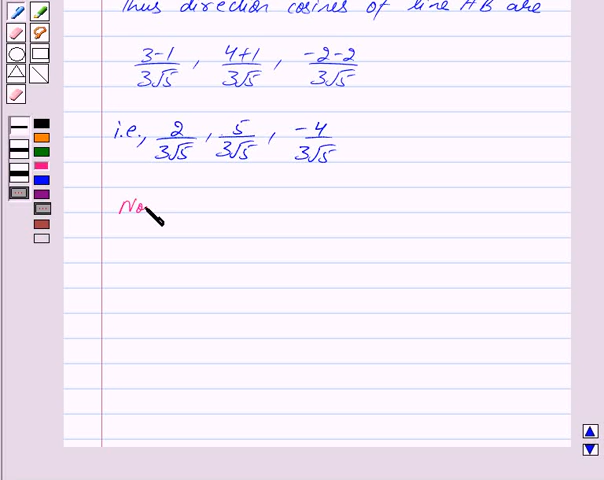 Thus direction cosines of line AB are
3-1/3√5 , 4+1/3√5 , -2-2/3√5
i.e., 2/3√5 , 5/3√5 , -4/3√5
No